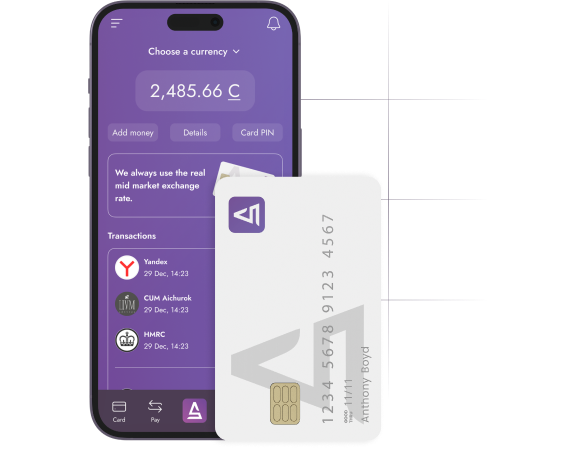 Choose a currency
2,485.66 C
Add money
Details
Card PIN
We always use the real
mid market exchange
rate.
Transactions
Yandex
29 Dec, 14:23
CUM Aichurok
29 Dec, 14:23
HMRC
29 Dec, 14:23
Card
Pay
1234 5678 9123 4567
GOOD
THRU
11/11
Anthony Boyd